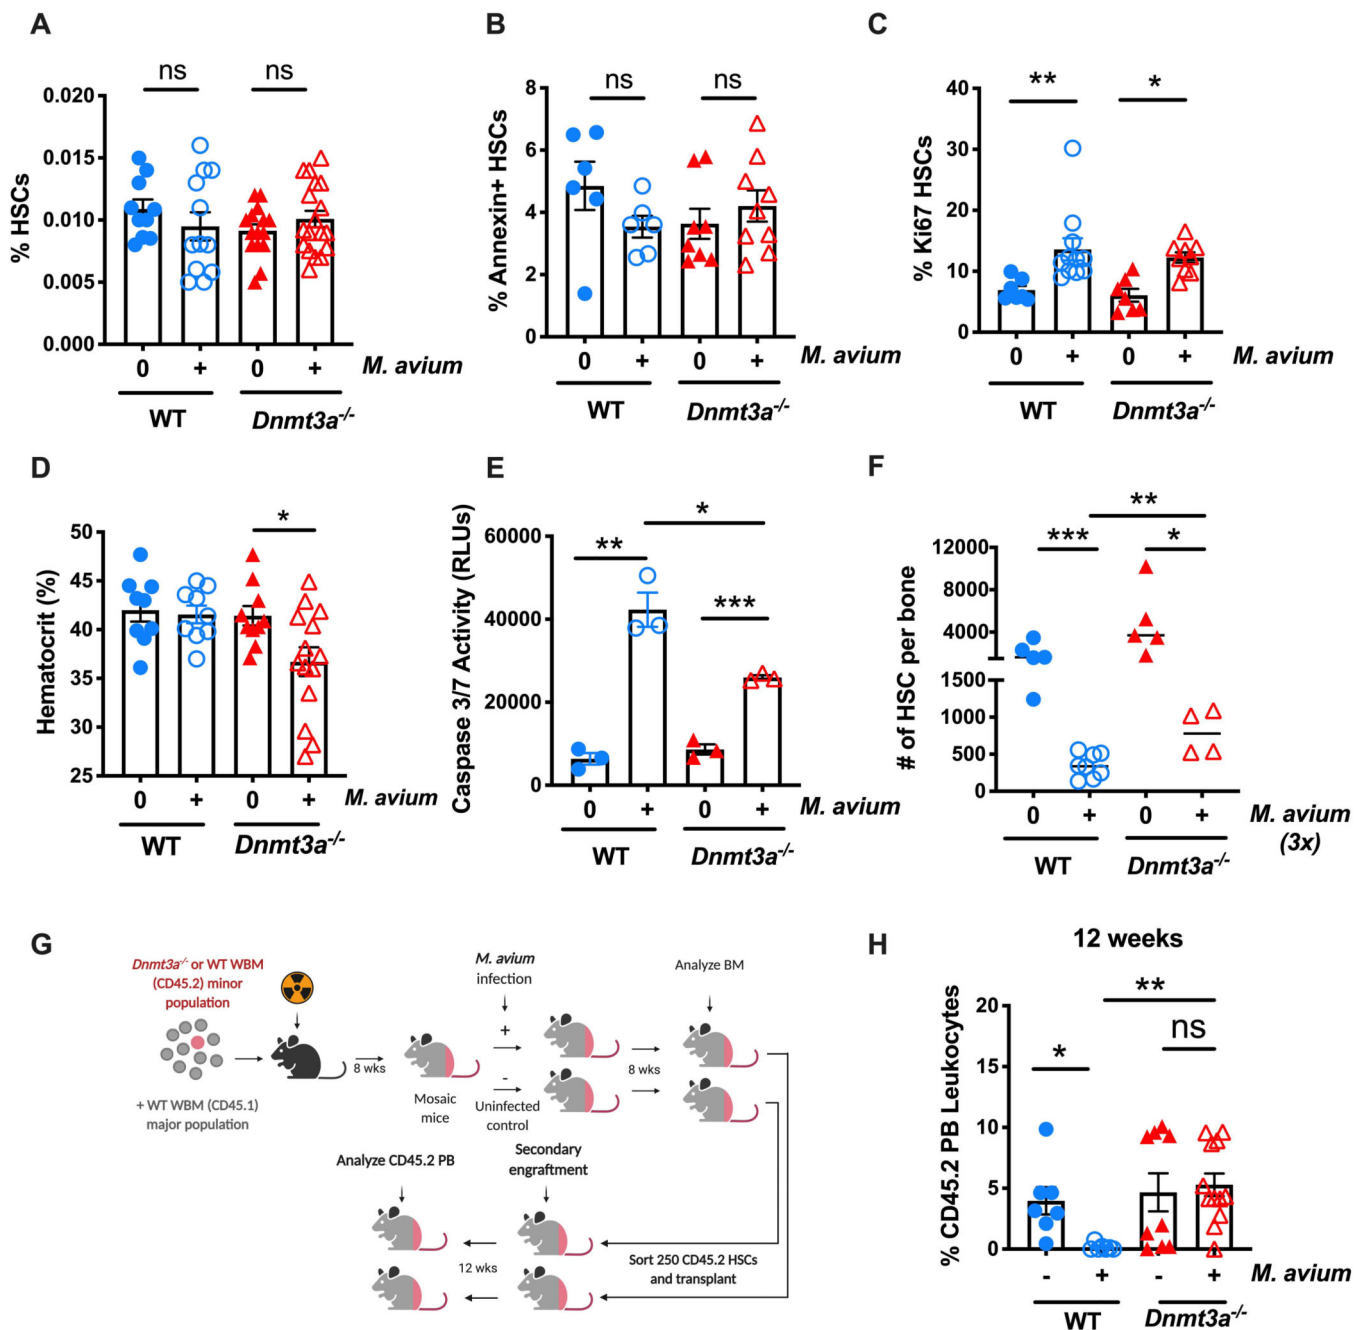 A
ns
ns
% HSCs
0.020
0.015
0.010
0.005
0.000
0
+
0
+
M. avium
WT
Dnmt3a-/-
B
ns
ns
% Annexin+ HSCs
8
6
4
2
0
0
+
0
+
M. avium
WT
Dnmt3a-/-
C
**
*
% Ki67 HSCs
40
30
20
10
0
0
+
0
+
M. avium
WT
Dnmt3a-/-
D
*
Hematocrit (%)
50
45
40
35
30
25
0
+
0
+
M. avium
WT
Dnmt3a-/-
E
*
**
***
Caspase 3/7 Activity (RLUs)
60000
40000
20000
0
0
+
0
+
M. avium
WT
Dnmt3a-/-
F
**
***
*
# of HSC per bone
12000
8000
4000
1500
1000
500
0
0
+
0
+
M. avium
(3x)
WT
Dnmt3a-/-
G
Dnmt3a-/- or WT WBM
(CD45.2) minor
population
+ WT WBM (CD45.1)
major population
8 wks
Mosaic
mice
M. avium
infection
+
-
Uninfected
control
8 wks
Analyze BM
Sort 250 CD45.2 HSCs
and transplant
Secondary
engraftment
12 wks
Analyze CD45.2 PB
H
12 weeks
**
*
ns
% CD45.2 PB Leukocytes
20
15
10
5
0
-
+
-
+
M. avium
WT
Dnmt3a-/-